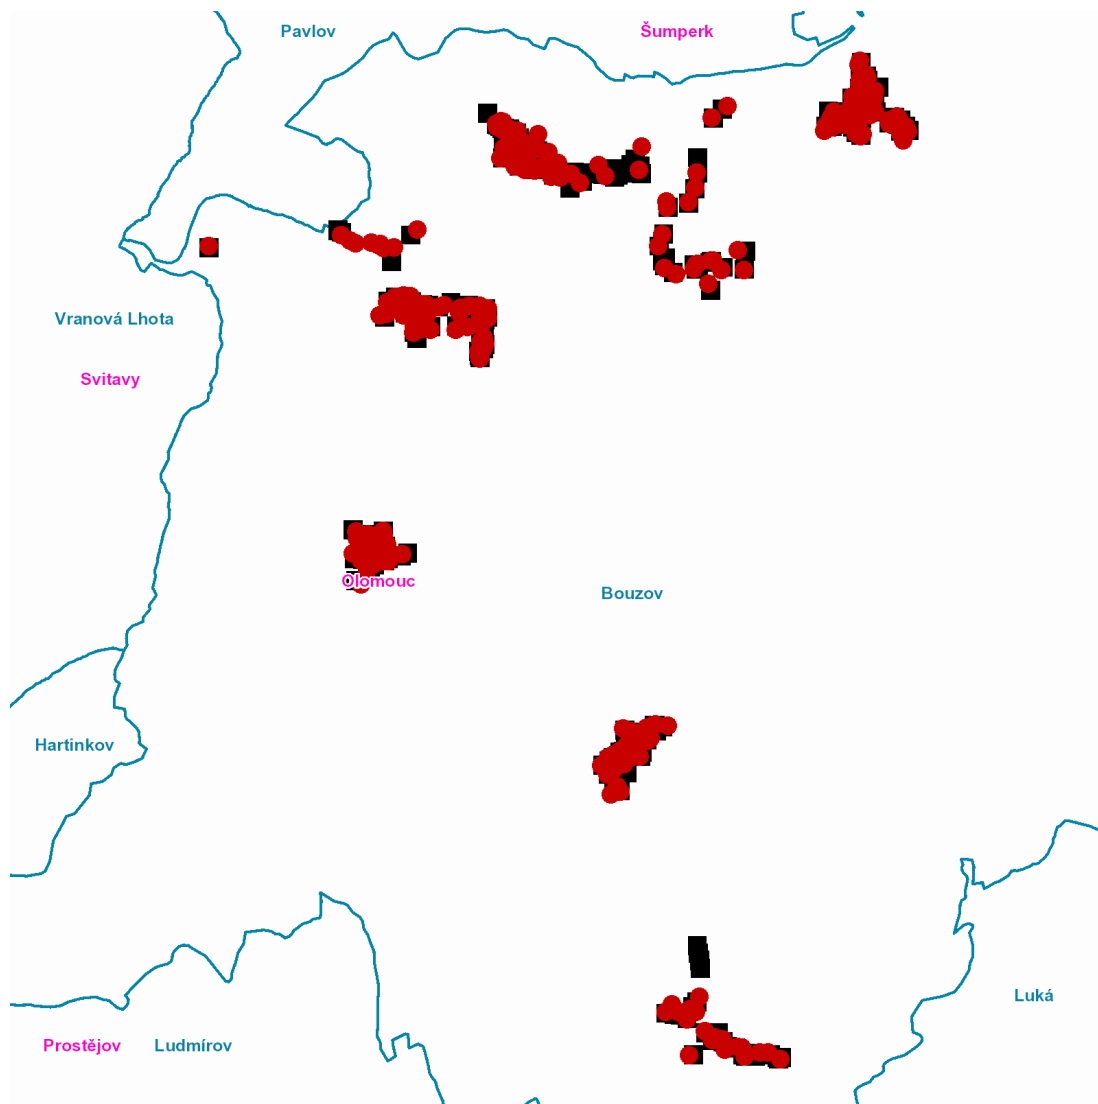 Pavlov
Šumperk
Vranová Lhota
Svitavy
Olomouc
Bouzov
Hartinkov
Luká
Prostějov
Ludmírov